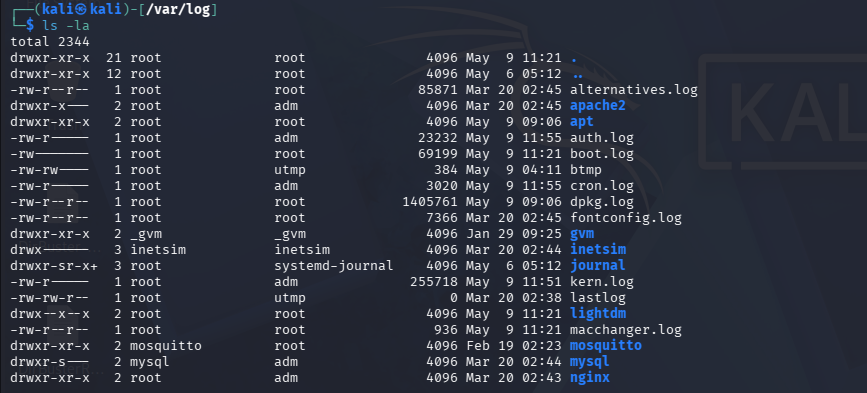 ┌──(kali㉿kali)-[/var/log]
└─$ ls -la
total 2344
drwxr-xr-x  21 root              root                4096 May  9 11:21 .
drwxr-xr-x  12 root              root                4096 May  6 05:12 ..
-rw-r--r--   1 root              root               85871 Mar 20 02:45 alternatives.log
drwxr-x---   2 root              adm                 4096 Mar 20 02:45 apache2
drwxr-xr-x   2 root              root                4096 May  9 09:06 apt
-rw-r-----   1 root              adm                23232 May  9 11:55 auth.log
-rw-------   1 root              root               69199 May  9 11:21 boot.log
-rw-rw----   1 root              utmp                 384 May  9 04:11 btmp
-rw-r-----   1 root              adm                 3020 May  9 11:55 cron.log
-rw-r--r--   1 root              root             1405761 May  9 09:06 dpkg.log
-rw-r--r--   1 root              root                7366 Mar 20 02:45 fontconfig.log
drwxr-xr-x   2 _gvm              _gvm                4096 Jan 29 09:25 gvm
drwx------   3 inetsim           inetsim             4096 Mar 20 02:44 inetsim
drwxr-sr-x+  3 root              systemd-journal     4096 May  6 05:12 journal
-rw-r-----   1 root              adm               255718 May  9 11:51 kern.log
-rw-rw-r--   1 root              utmp                   0 Mar 20 02:38 lastlog
drwx--x--x   2 root              root                4096 May  9 11:21 lightdm
-rw-r--r--   1 root              root                 936 May  9 11:21 macchanger.log
drwxr-xr-x   2 mosquitto         root                4096 Feb 19 02:23 mosquitto
drwxr-s---   2 mysql             adm                 4096 Mar 20 02:44 mysql
drwxr-xr-x   2 root              adm                 4096 Mar 20 02:43 nginx
KAL